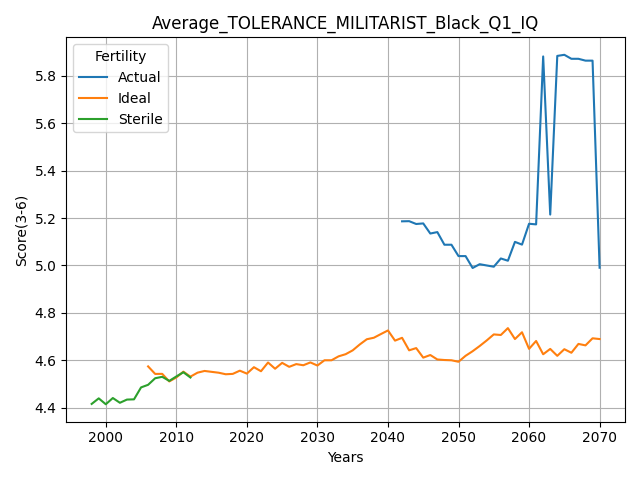 Average_TOLERANCE_MILITARIST_Black_Q1_IQ
Fertility
Actual
Ideal
Sterile
Score(3-6)
5.8
5.6
5.4
5.2
5.0
4.8
4.6
4.4
2000 2010 2020 2030 2040 2050 2060 2070
Years